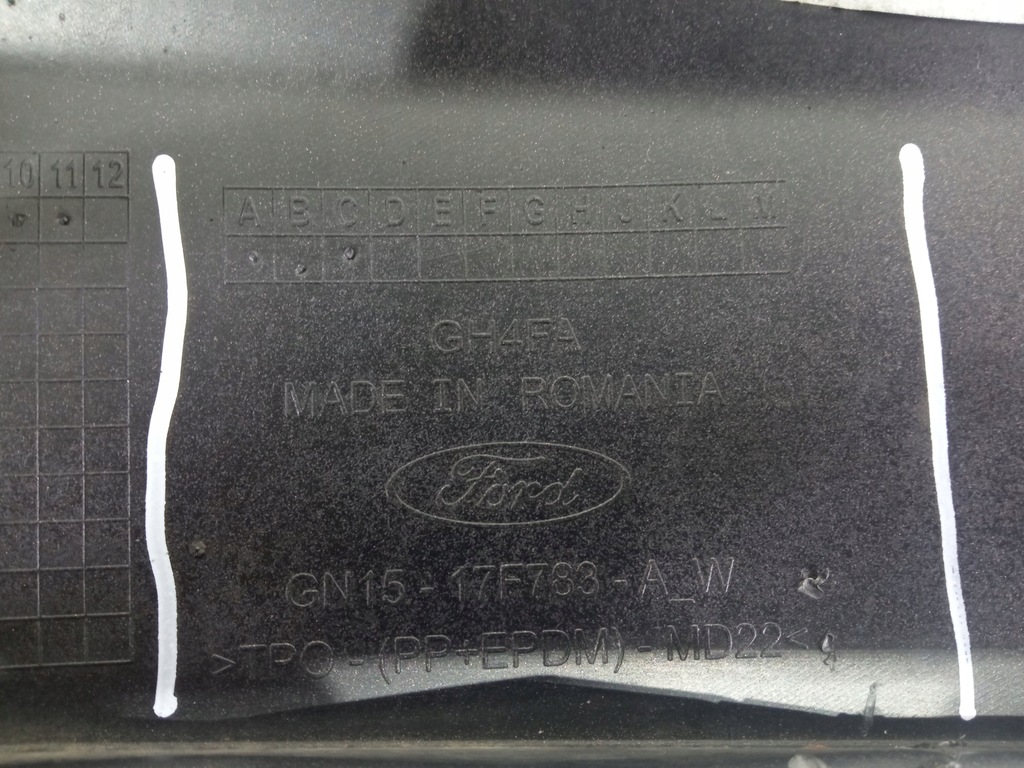 10 11 12
A B C D E F G H J K L M
GH4FA
MADE IN ROMANIA
Ford
GN15-17F783-A_W
>TPO-(PP+EPDM)-MD22<